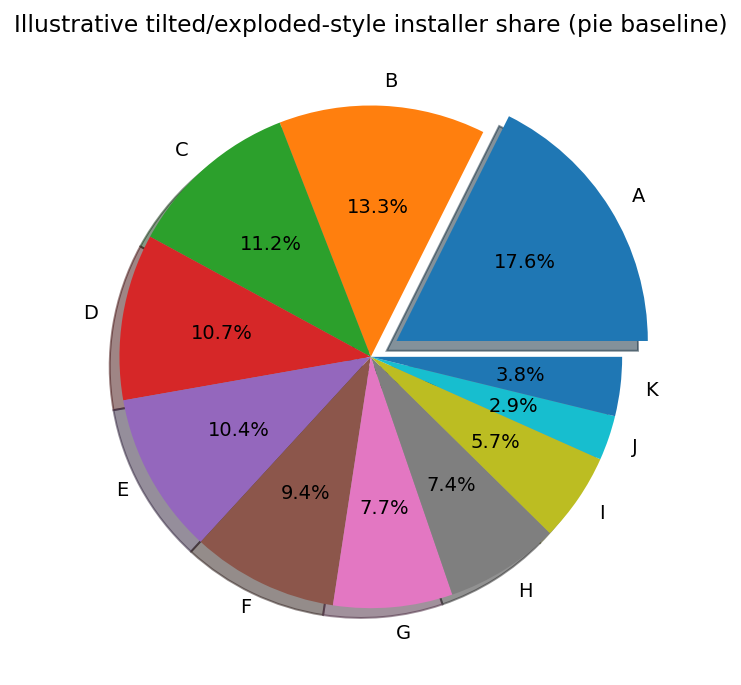 Illustrative tilted/exploded-style installer share (pie baseline)
A
17.6%
B
13.3%
C
11.2%
D
10.7%
E
10.4%
F
9.4%
G
7.7%
H
7.4%
I
5.7%
J
2.9%
K
3.8%